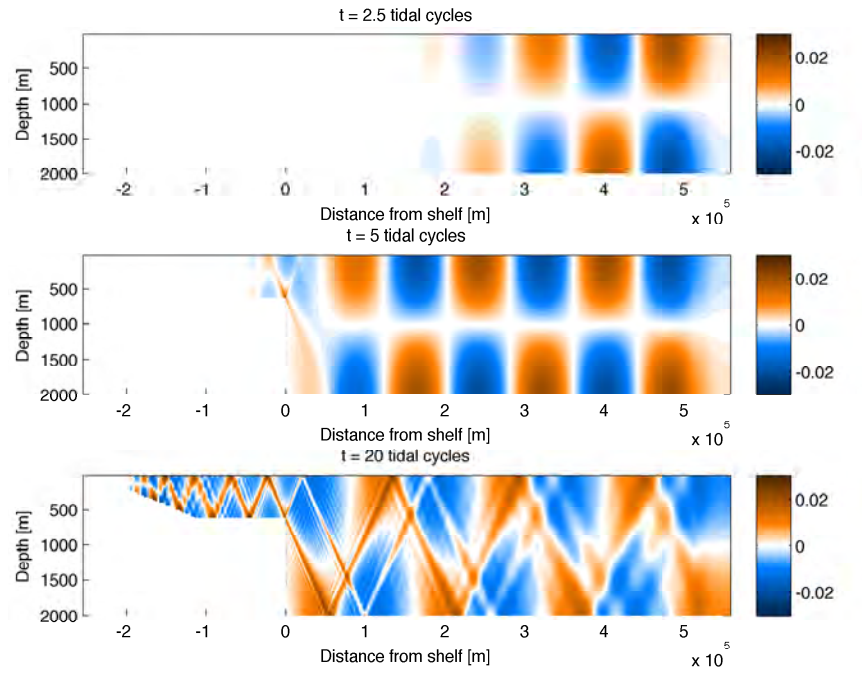 t = 2.5 tidal cycles
Depth [m]
500
1000
1500
2000
-2 -1 0 1 2 3 4 5
x 10^5
Distance from shelf [m]
0.02
0
-0.02
t = 5 tidal cycles
Depth [m]
500
1000
1500
2000
-2 -1 0 1 2 3 4 5
x 10^5
Distance from shelf [m]
0.02
0
-0.02
t = 20 tidal cycles
Depth [m]
500
1000
1500
2000
-2 -1 0 1 2 3 4 5
x 10^5
Distance from shelf [m]
0.02
0
-0.02